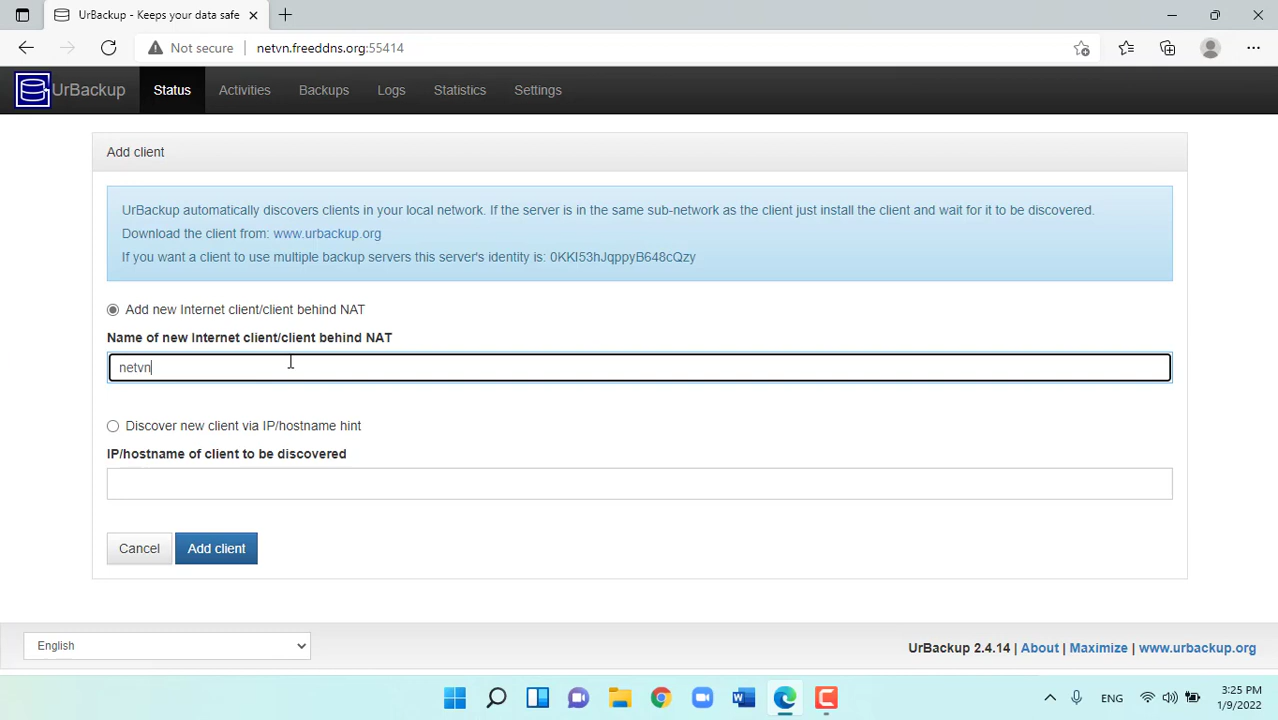 UrBackup - Keeps your data safe
Not secure
netvn.freeddns.org:55414
UrBackup
Status
Activities
Backups
Logs
Statistics
Settings
Add client
UrBackup automatically discovers clients in your local network. If the server is in the same sub-network as the client just install the client and wait for it to be discovered.
Download the client from: www.urbackup.org
If you want a client to use multiple backup servers this server's identity is: 0KKI53hJqppyB648cQzy
Add new Internet client/client behind NAT
Name of new Internet client/client behind NAT
netvn
Discover new client via IP/hostname hint
IP/hostname of client to be discovered
Cancel
Add client
English
UrBackup 2.4.14 | About | Maximize | www.urbackup.org
ENG
3:25 PM
1/9/2022